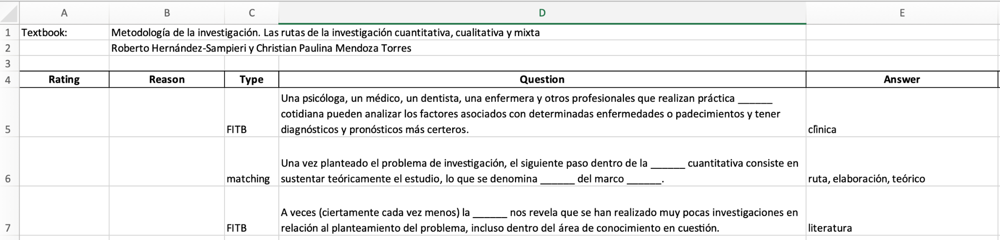 A B C D E
1 Textbook: Metodología de la investigación. Las rutas de la investigación cuantitativa, cualitativa y mixta
2 Roberto Hernández-Sampieri y Christian Paulina Mendoza Torres
3
4 Rating Reason Type Question Answer
Una psicóloga, un médico, un dentista, una enfermera y otros profesionales que realizan práctica ______
cotidiana pueden analizar los factores asociados con determinadas enfermedades o padecimientos y tener
5 FITB diagnósticos y pronósticos más certeros. clínica
Una vez planteado el problema de investigación, el siguiente paso dentro de la ______ cuantitativa consiste en
6 matching sustentar teóricamente el estudio, lo que se denomina ______ del marco ______. ruta, elaboración, teórico
A veces (ciertamente cada vez menos) la ______ nos revela que se han realizado muy pocas investigaciones en
7 FITB relación al planteamiento del problema, incluso dentro del área de conocimiento en cuestión. literatura